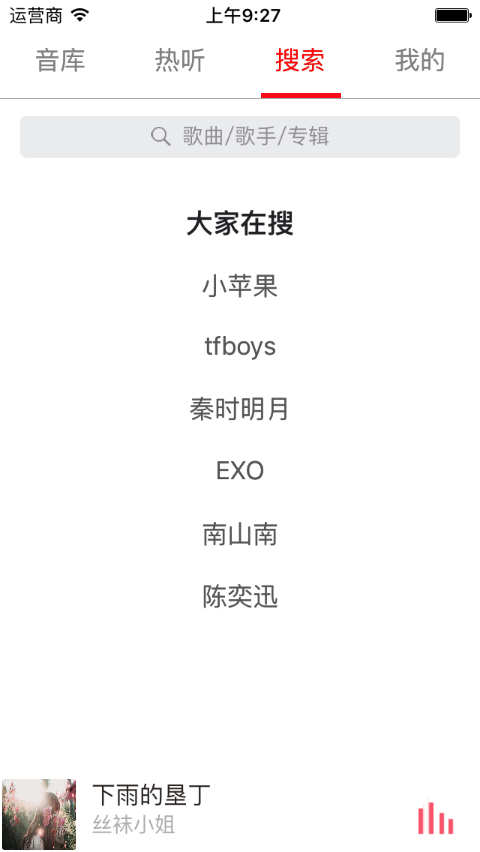 运营商 上午9:27
音库 热听 搜索 我的
歌曲/歌手/专辑
大家在搜
小苹果
tfboys
秦时明月
EXO
南山南
陈奕迅
下雨的垦丁
丝袜小姐